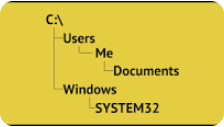 C:\
Users
Me
Documents
Windows
SYSTEM32